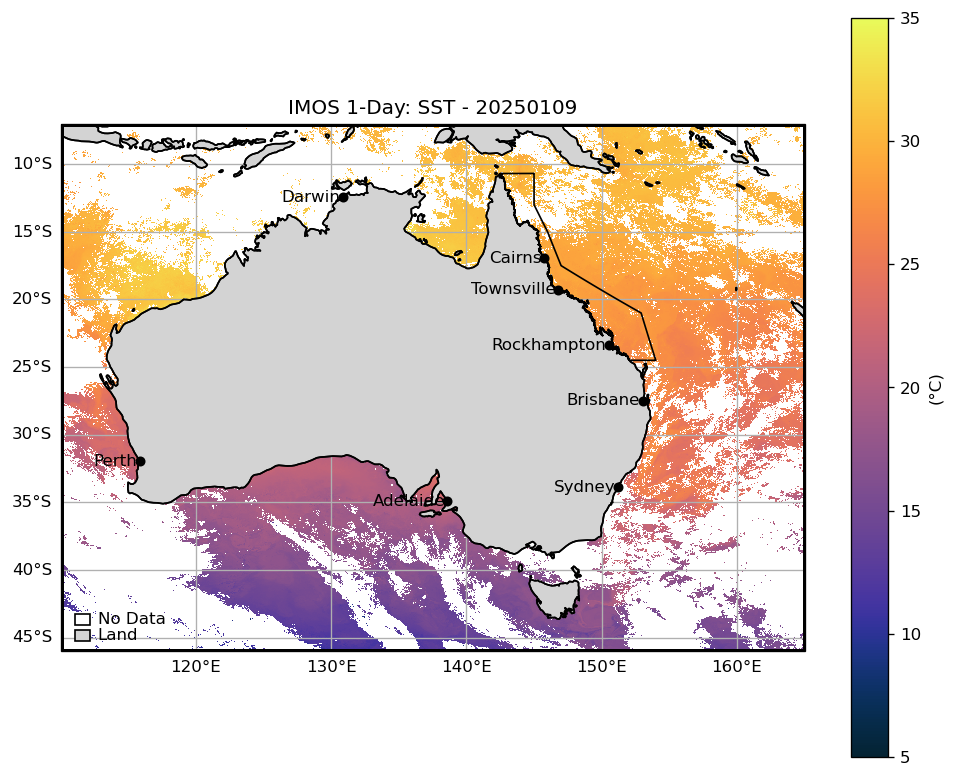 IMOS 1-Day: SST - 20250109
10°S
15°S
20°S
25°S
30°S
35°S
40°S
45°S
120°E
130°E
140°E
150°E
160°E
Darwin
Cairns
Townsville
Rockhampton
Brisbane
Perth
Sydney
Adelaide
No Data
Land
35
30
25
20
15
10
5
(°C)